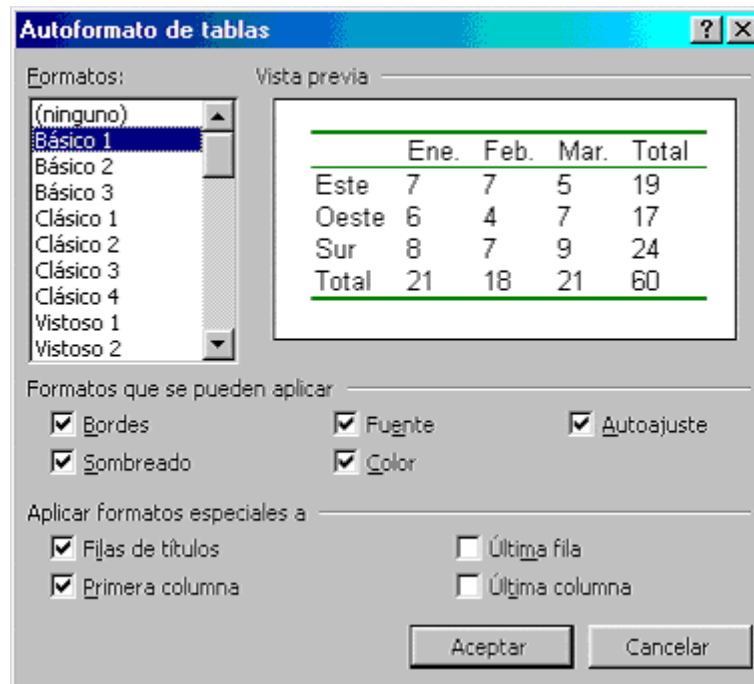 Autoformato de tablas
Formatos:
(ninguno)
Básico 1
Básico 2
Básico 3
Clásico 1
Clásico 2
Clásico 3
Clásico 4
Vistoso 1
Vistoso 2
Vista previa
Ene. Feb. Mar. Total
Este 7 7 5 19
Oeste 6 4 7 17
Sur 8 7 9 24
Total 21 18 21 60
Formatos que se pueden aplicar
Bordes Fuente Autoajuste
Sombreado Color
Aplicar formatos especiales a
Filas de títulos Última fila
Primera columna Última columna
Aceptar Cancelar